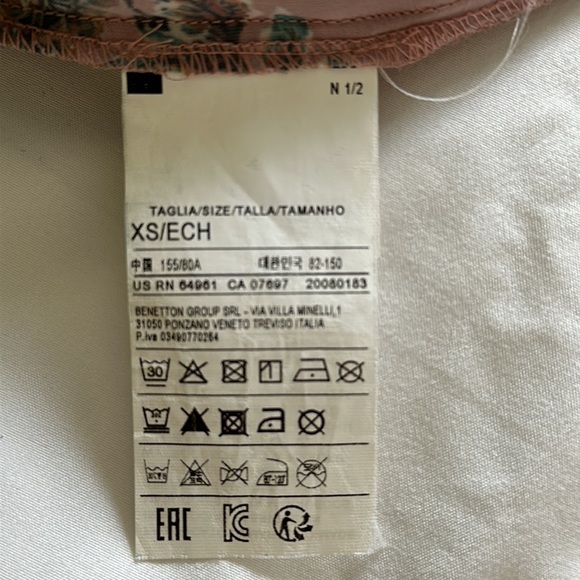 N 1/2
TAGLIA/SIZE/TALLA/TAMANHO
XS/ECH
中国 155/80A 대한민국 82-150
US RN 64961 CA 07697 20080183
BENETTON GROUP SRL - VIA VILLA MINELLI,1
31050 PONZANO VENETO TREVISO ITALIA
P.iva 03490770264
30
EAC